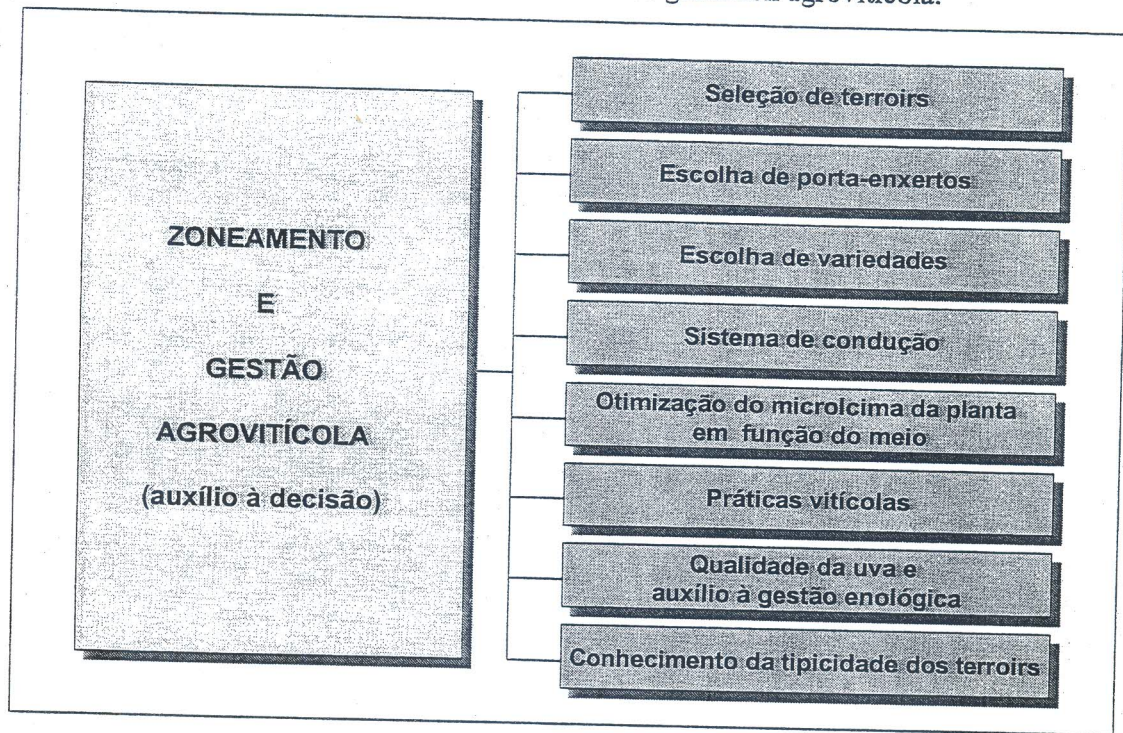 agrovitícola.
ZONEAMENTO
E
GESTÃO
AGROVITÍCOLA
(auxílio à decisão)
Seleção de terroirs
Escolha de porta-enxertos
Escolha de variedades
Sistema de condução
Otimização do microlcima da planta
em função do meio
Práticas vitícolas
Qualidade da uva e
auxílio à gestão enológica
Conhecimento da tipicidade dos terroirs